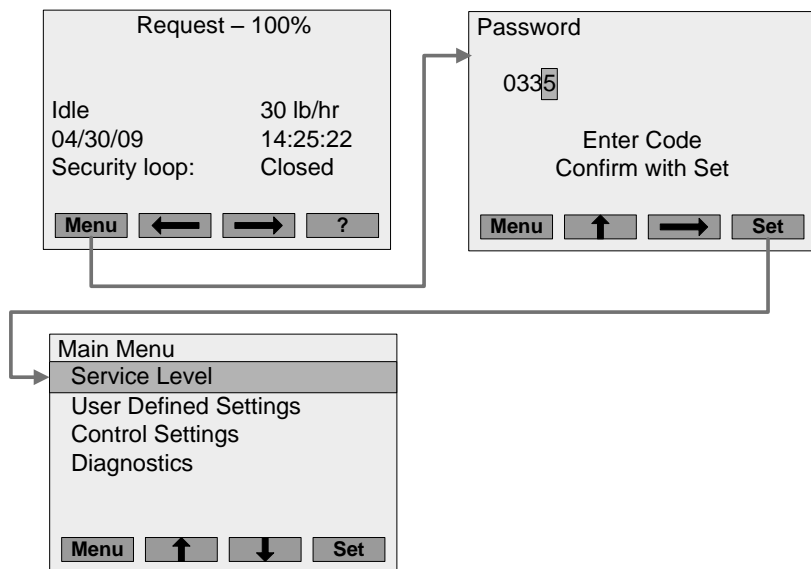 Request – 100%
Idle 30 lb/hr
04/30/09 14:25:22
Security loop: Closed
Menu ?
Password
0335
Enter Code
Confirm with Set
Menu Set
Main Menu
Service Level
User Defined Settings
Control Settings
Diagnostics
Menu Set